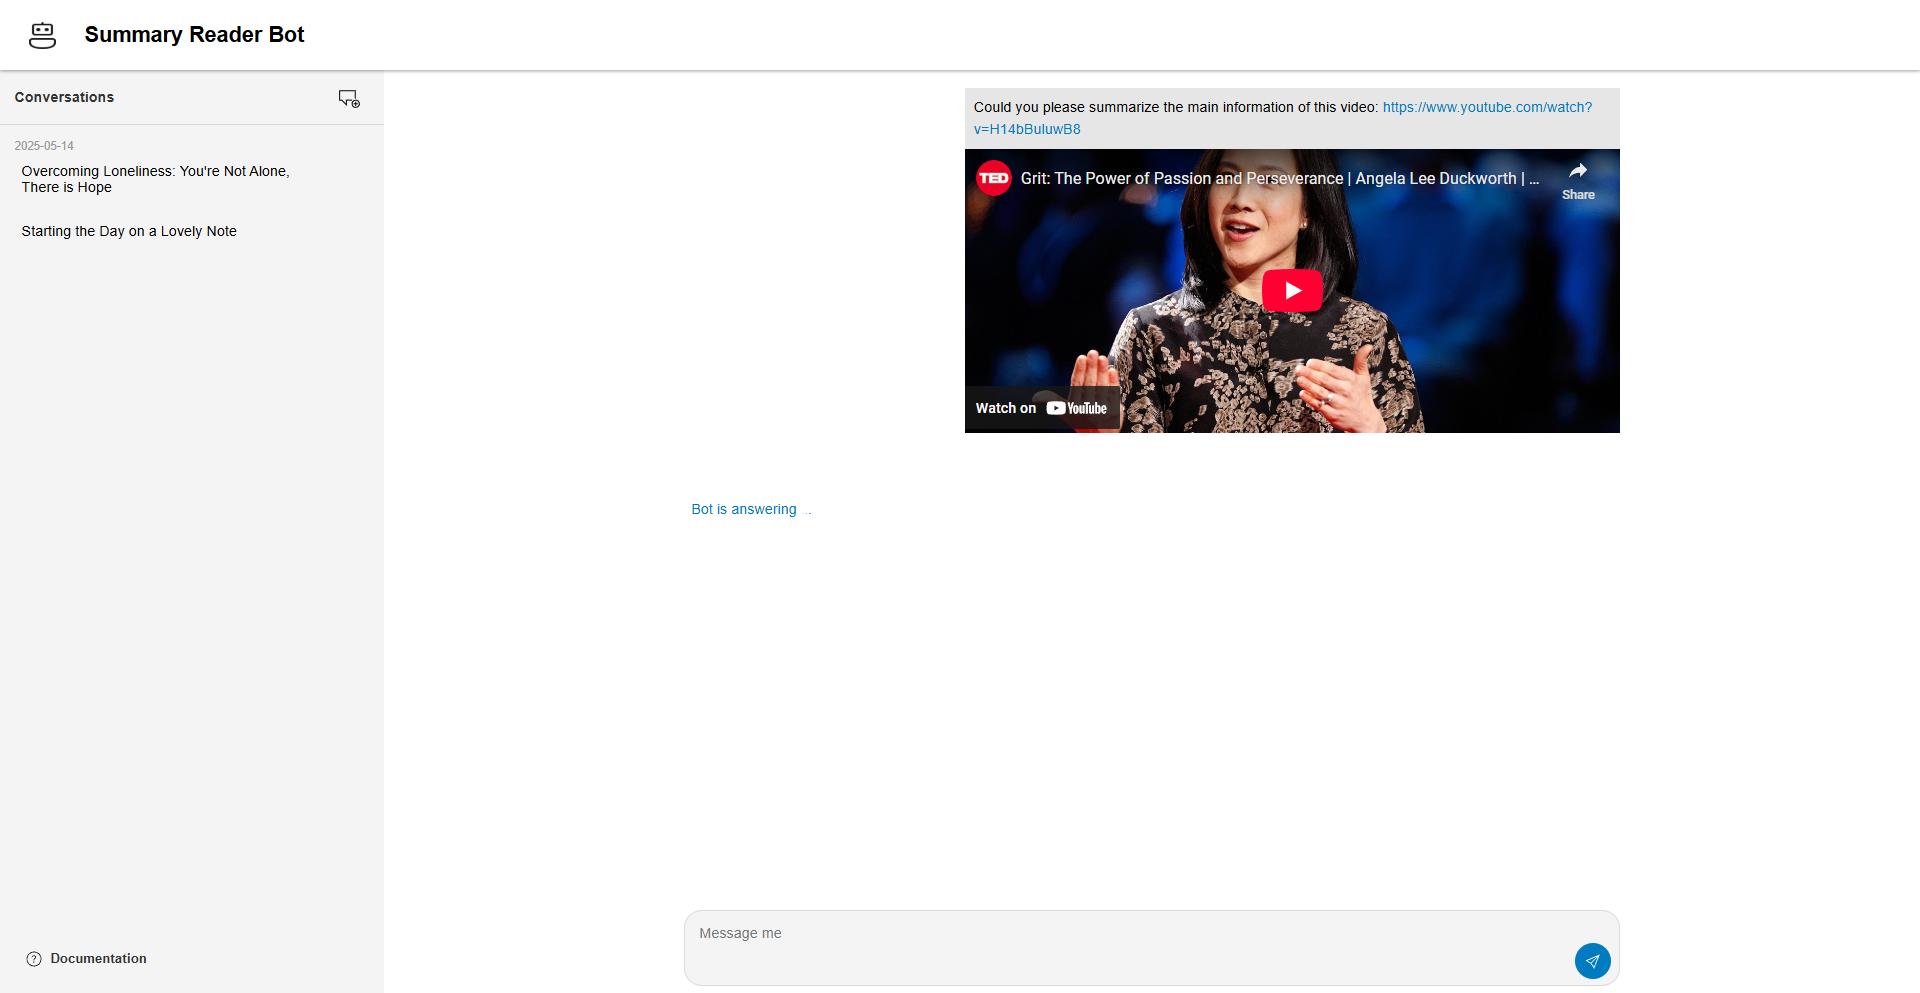 Summary Reader Bot
Conversations
2025-05-14
Overcoming Loneliness: You're Not Alone,
There is Hope
Starting the Day on a Lovely Note
Documentation
Could you please summarize the main information of this video: https://www.youtube.com/watch?
v=H14bBuluwB8
TED
Grit: The Power of Passion and Perseverance | Angela Lee Duckworth | ...
Share
Watch on YouTube
Bot is answering ...
Message me